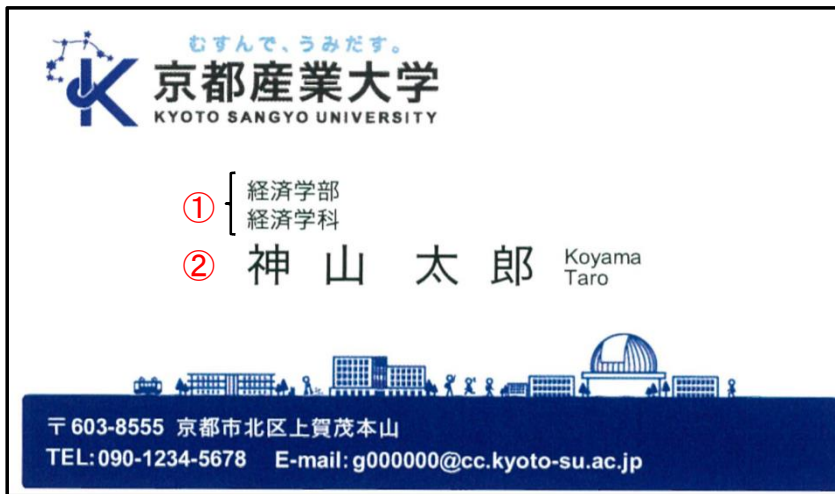 むすんで、うみだす。
京都産業大学
KYOTO SANGYO UNIVERSITY
① 経済学部
経済学科
② 神山 太郎 Koyama Taro
〒603-8555 京都市北区上賀茂本山
TEL:090-1234-5678 E-mail:g000000@cc.kyoto-su.ac.jp